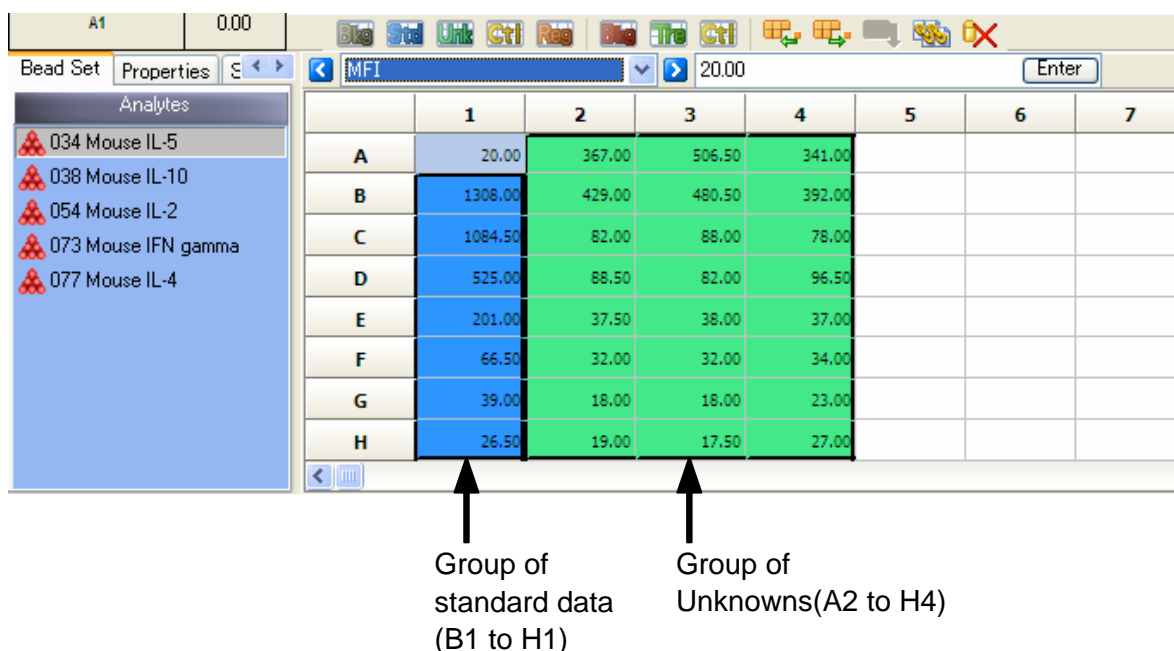 A1 0.00
Bkg Std Unk Ctl Reg Bkg Tre Ctl
Bead Set Properties S
MFI 20.00 Enter
Analytes
034 Mouse IL-5
038 Mouse IL-10
054 Mouse IL-2
073 Mouse IFN gamma
077 Mouse IL-4
1 2 3 4 5 6 7
A 20.00 367.00 506.50 341.00
B 1308.00 429.00 480.50 392.00
C 1084.50 82.00 88.00 78.00
D 525.00 88.50 82.00 96.50
E 201.00 37.50 38.00 37.00
F 66.50 32.00 32.00 34.00
G 39.00 18.00 18.00 23.00
H 26.50 19.00 17.50 27.00
Group of
standard data
(B1 to H1)
Group of
Unknowns(A2 to H4)